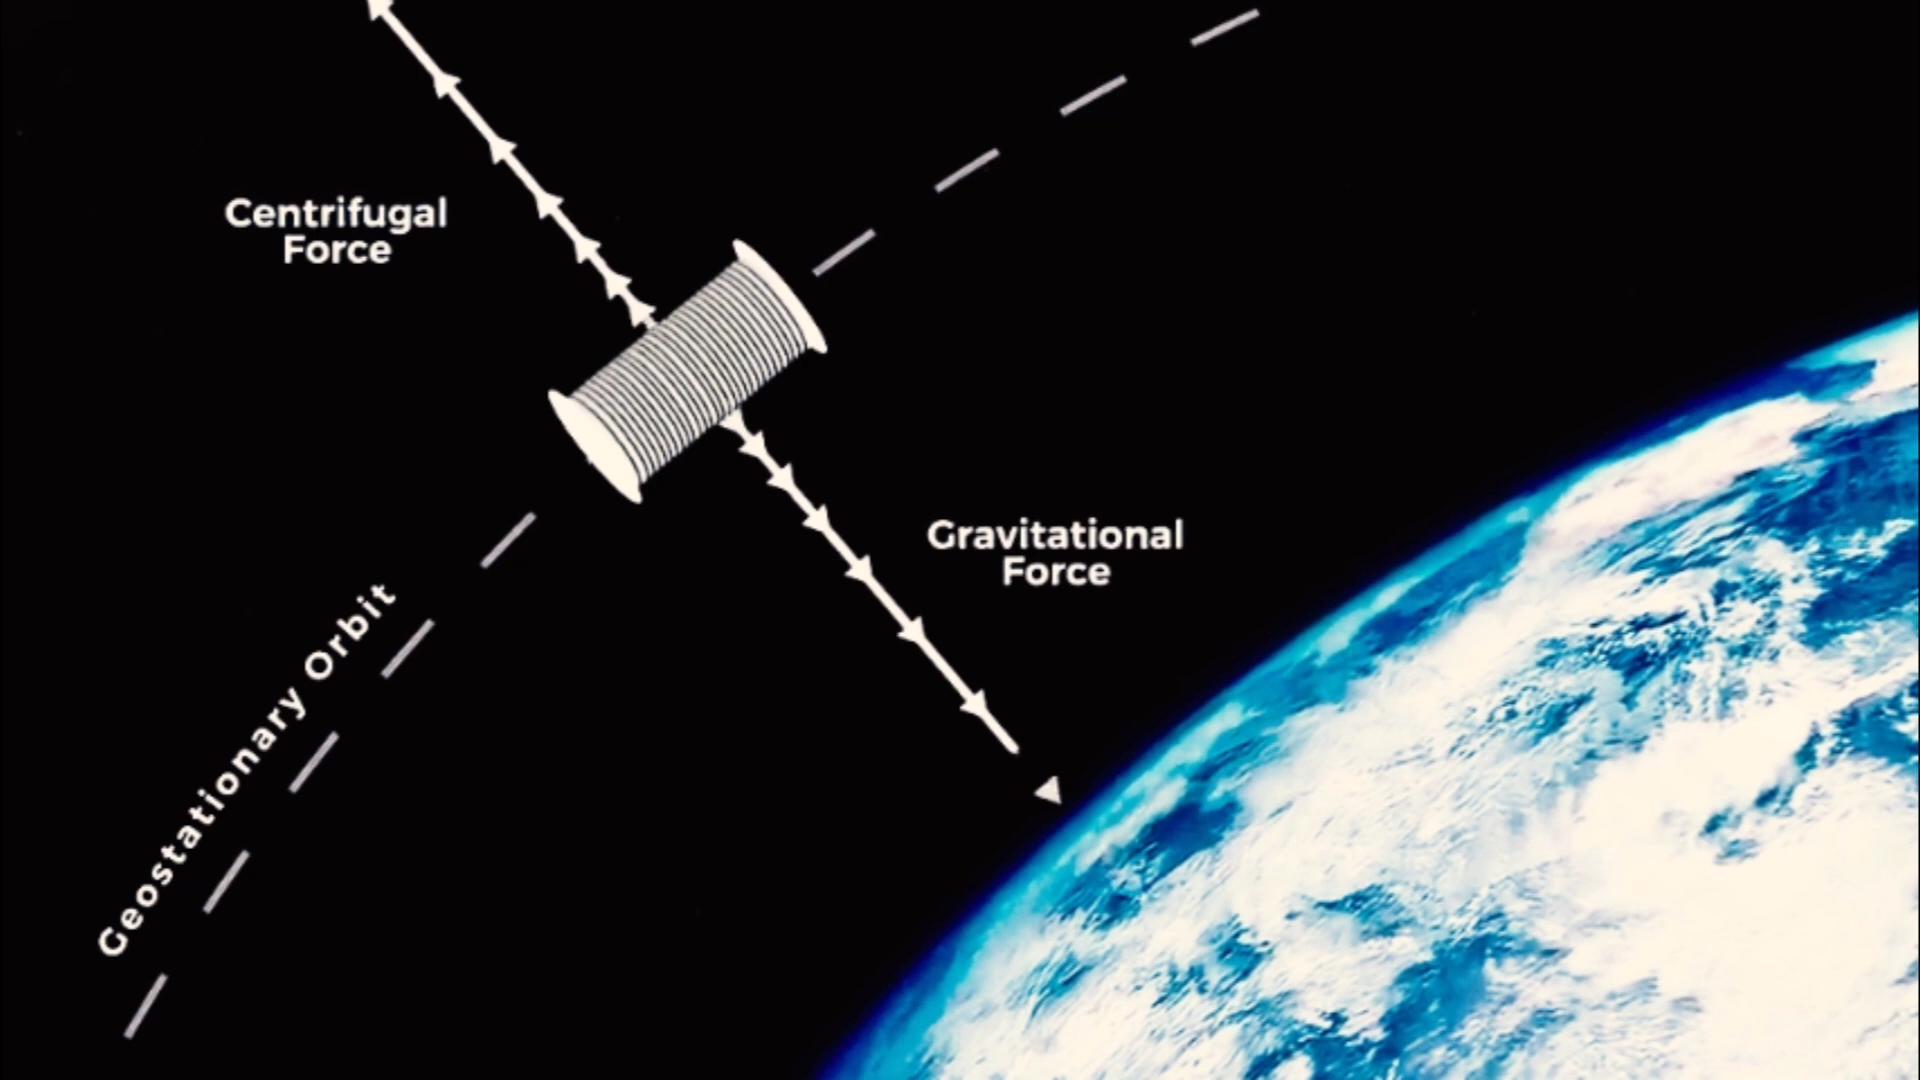 Centrifugal
Force
Gravitational
Force
Geostationary Orbit